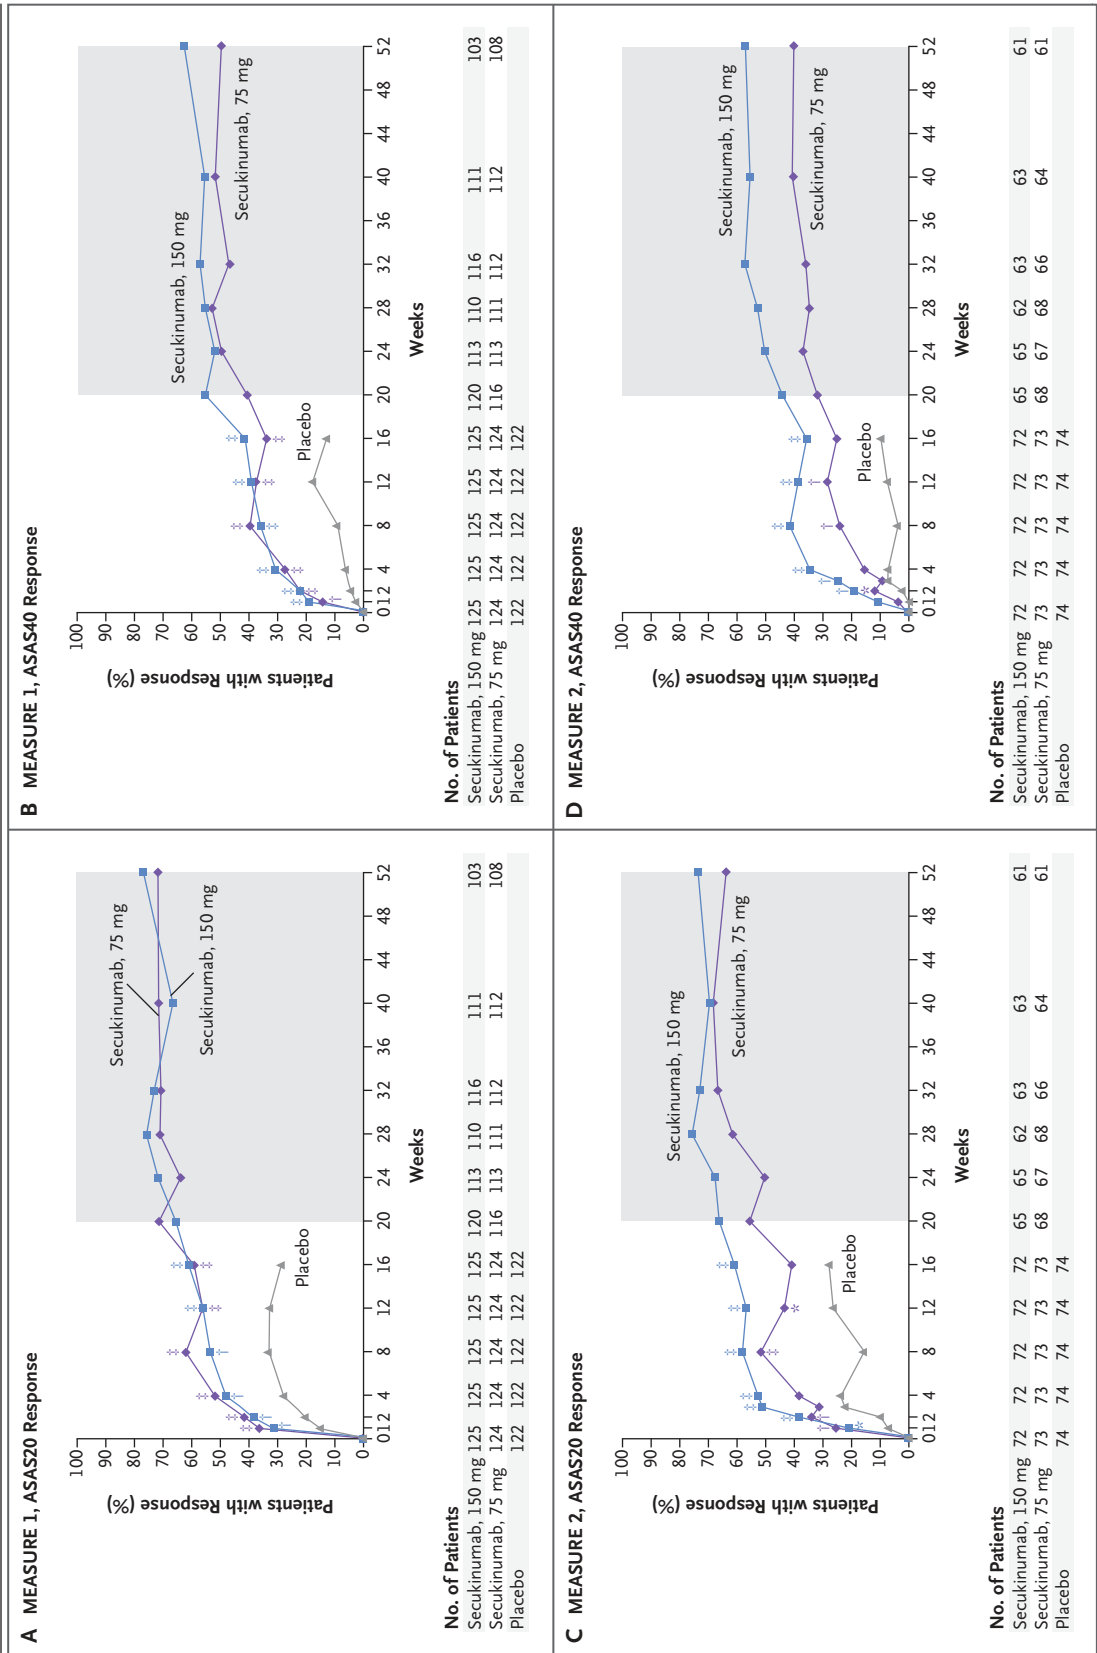 A MEASURE 1, ASAS20 Response
Patients with Response (%)
100
90
80
70
60
50
40
30
20
10
0
Secukinumab, 75 mg
Secukinumab, 150 mg
Placebo
0 1 2 4 8 12 16 20 24 28 32 36 40 44 48 52
Weeks
No. of Patients
Secukinumab, 150 mg 125 125 125 125 125 120 113 110 116 111 103
Secukinumab, 75 mg 124 124 124 124 124 116 113 111 112 112 108
Placebo 122 122 122 122 122
B MEASURE 1, ASAS40 Response
Patients with Response (%)
100
90
80
70
60
50
40
30
20
10
0
Secukinumab, 150 mg
Secukinumab, 75 mg
Placebo
0 1 2 4 8 12 16 20 24 28 32 36 40 44 48 52
Weeks
No. of Patients
Secukinumab, 150 mg 125 125 125 125 125 120 113 110 116 111 103
Secukinumab, 75 mg 124 124 124 124 124 116 113 111 112 112 108
Placebo 122 122 122 122 122
C MEASURE 2, ASAS20 Response
Patients with Response (%)
100
90
80
70
60
50
40
30
20
10
0
Secukinumab, 150 mg
Secukinumab, 75 mg
Placebo
0 1 2 4 8 12 16 20 24 28 32 36 40 44 48 52
Weeks
No. of Patients
Secukinumab, 150 mg 72 72 72 72 72 65 65 62 63 63 61
Secukinumab, 75 mg 73 73 73 73 73 68 67 68 66 64 61
Placebo 74 74 74 74 74
D MEASURE 2, ASAS40 Response
Patients with Response (%)
100
90
80
70
60
50
40
30
20
10
0
Secukinumab, 150 mg
Secukinumab, 75 mg
Placebo
0 1 2 4 8 12 16 20 24 28 32 36 40 44 48 52
Weeks
No. of Patients
Secukinumab, 150 mg 72 72 72 72 72 65 65 62 63 63 61
Secukinumab, 75 mg 73 73 73 73 73 68 67 68 66 64 61
Placebo 74 74 74 74 74